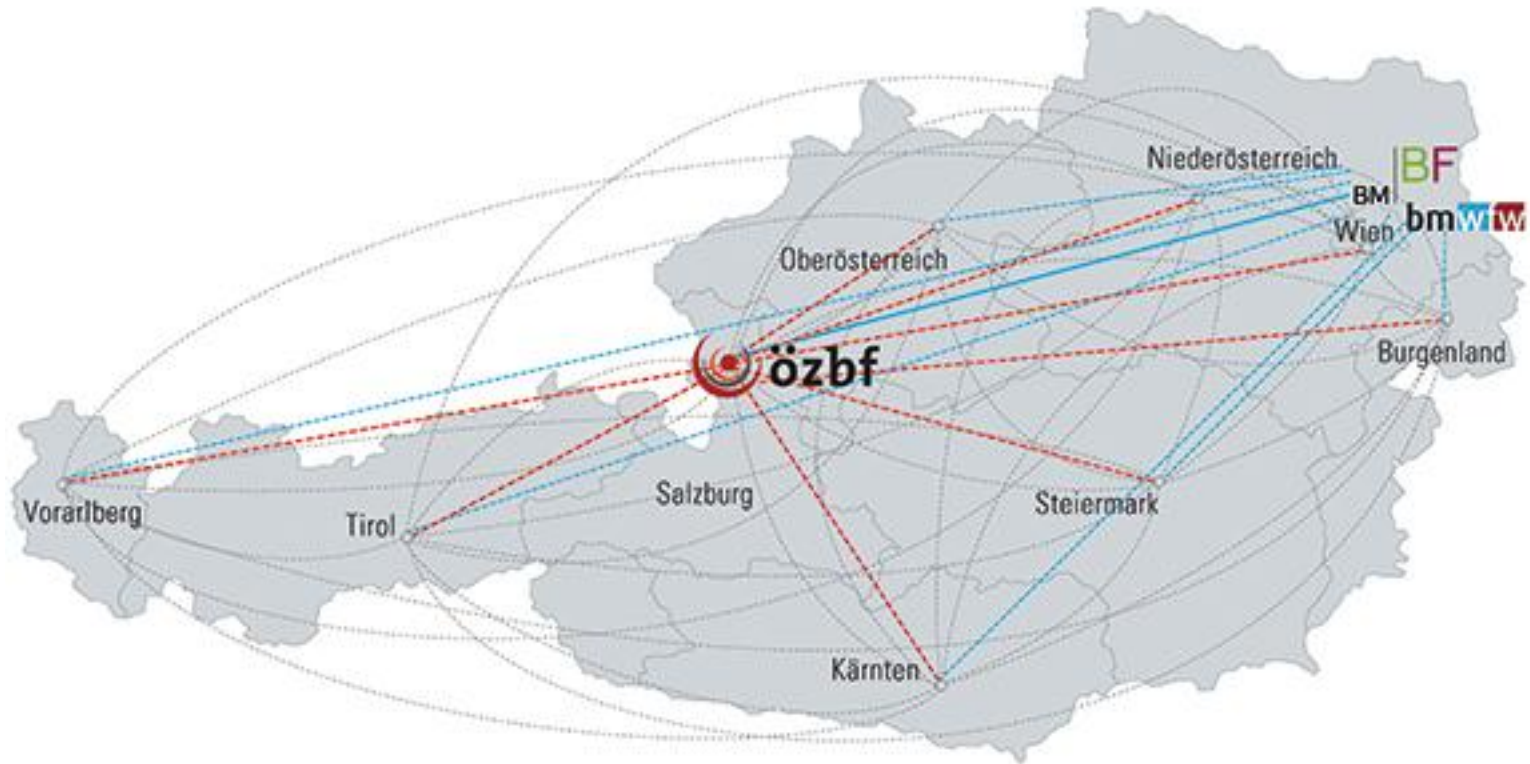 Niederösterreich
BF
BM
bmwfw
Wien
Oberösterreich
özbf
Burgenland
Vorarlberg
Tirol
Salzburg
Steiermark
Kärnten